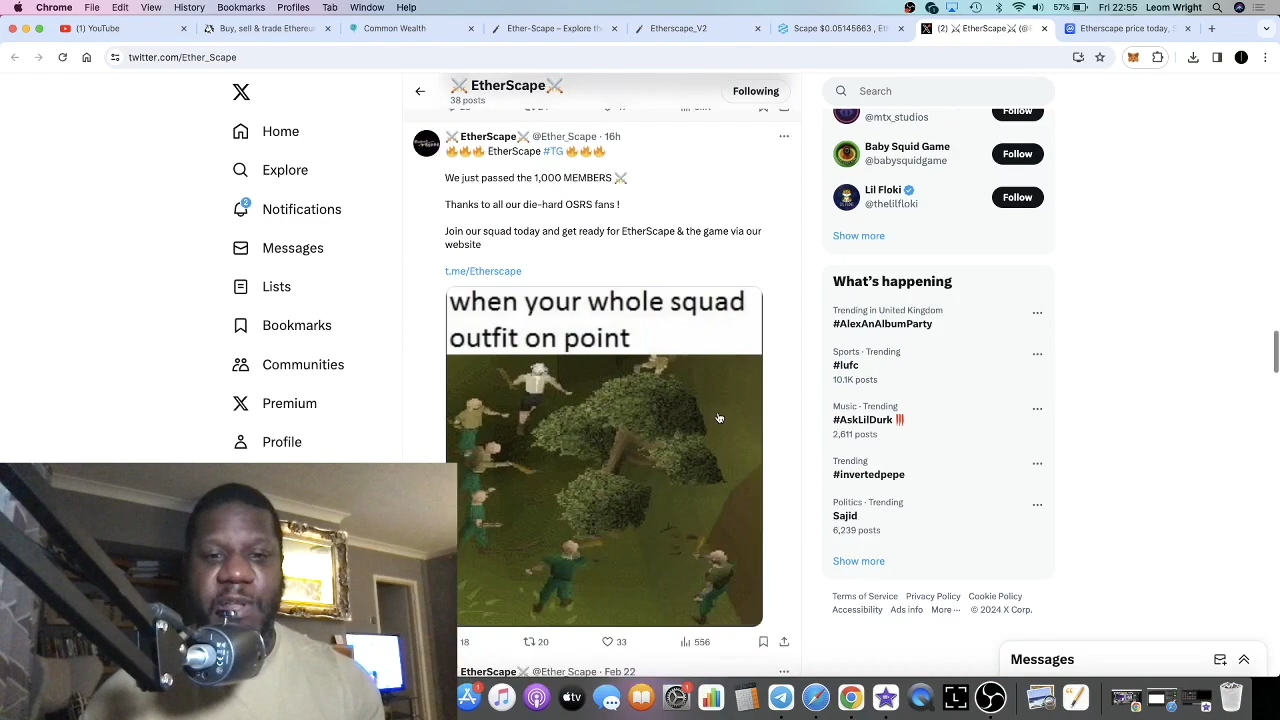 Chrome File Edit View History Bookmarks Profiles Tab Window Help 57% Fri 22:55 Leom Wright
(1) YouTube Buy, sell & trade Ethereu Common Wealth Ether-Scape – Explore the Etherscape_V2 Scape $0.05145663 , Et (2) ⚔️ EtherScape⚔️ (@E Etherscape price today, S
twitter.com/Ether_Scape
Home
Explore
2
Notifications
Messages
Lists
Bookmarks
Communities
Premium
Profile
⚔️ EtherScape⚔️
38 posts
Following
⚔️ EtherScape⚔️ @Ether_Scape · 16h
🔥🔥🔥 EtherScape #TG 🔥🔥🔥
We just passed the 1,000 MEMBERS ⚔️
Thanks to all our die-hard OSRS fans !
Join our squad today and get ready for EtherScape & the game via our
website
t.me/Etherscape
when your whole squad
outfit on point
18 20 33 556
EtherScape⚔️ @Ether_Scape · Feb 22
Search
@mtx_studios
Follow
Baby Squid Game
@babysquidgame
Follow
Lil Floki
@thelilfloki
Follow
Show more
What’s happening
Trending in United Kingdom
#AlexAnAlbumParty
Sports · Trending
#lufc
10.1K posts
Music · Trending
#AskLilDurk
2,611 posts
Trending
#invertedpepe
Politics · Trending
Sajid
6,239 posts
Show more
Terms of Service Privacy Policy Cookie Policy
Accessibility Ads info More ··· © 2024 X Corp.
Messages